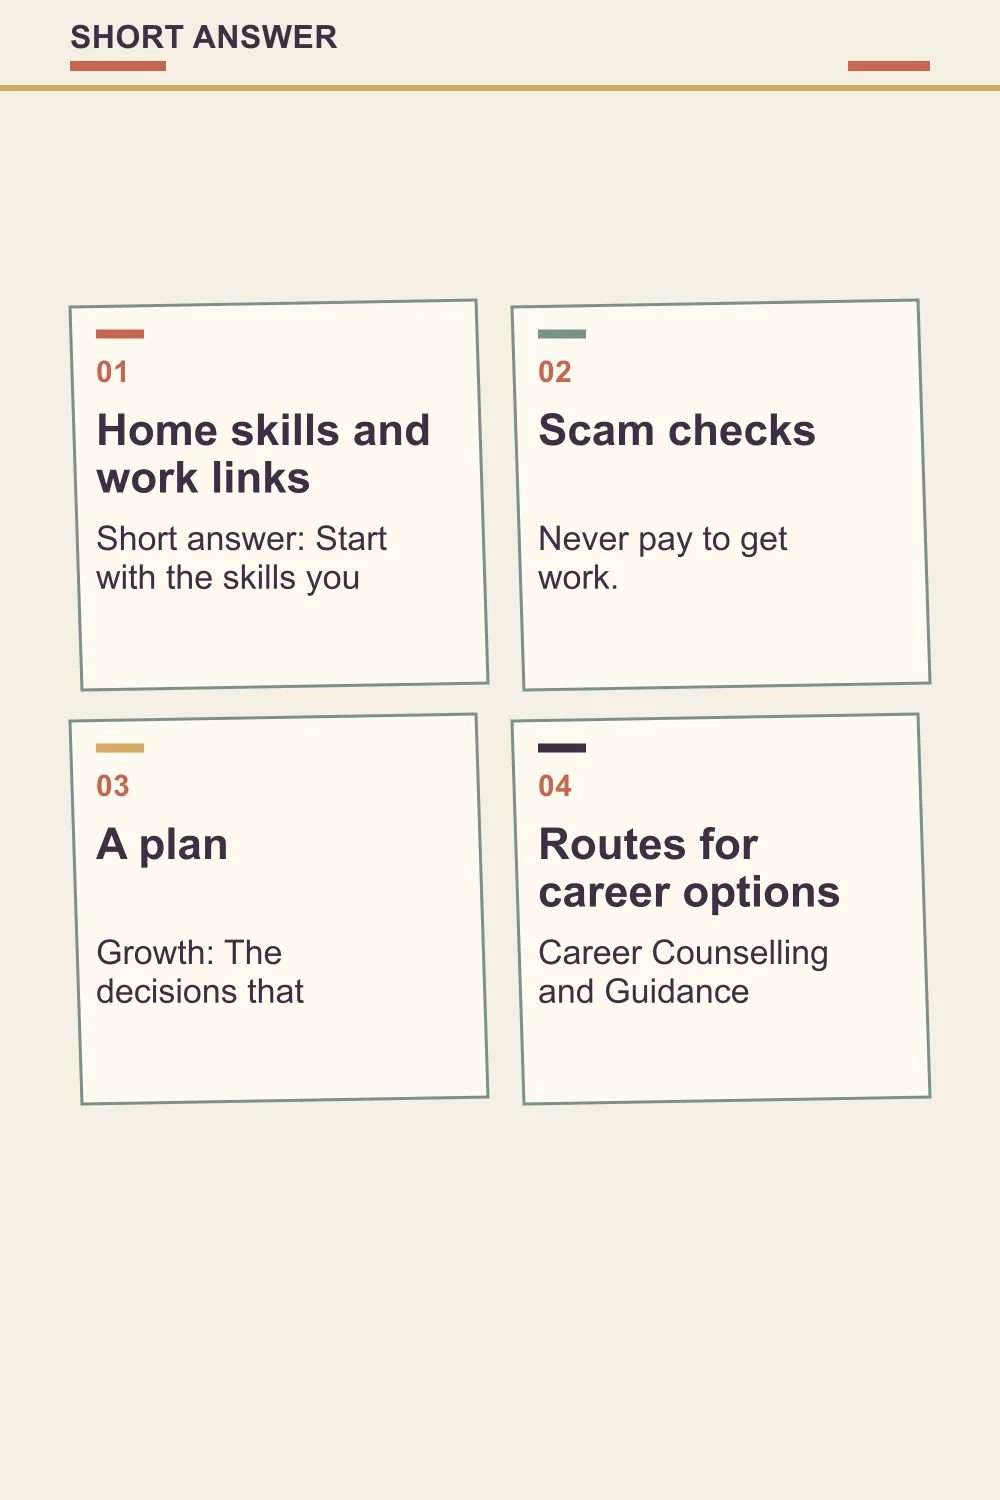 SHORT ANSWER
01
Home skills and
work links
Short answer: Start
with the skills you
02
Scam checks
Never pay to get
work.
03
A plan
Growth: The
decisions that
04
Routes for
career options
Career Counselling
and Guidance